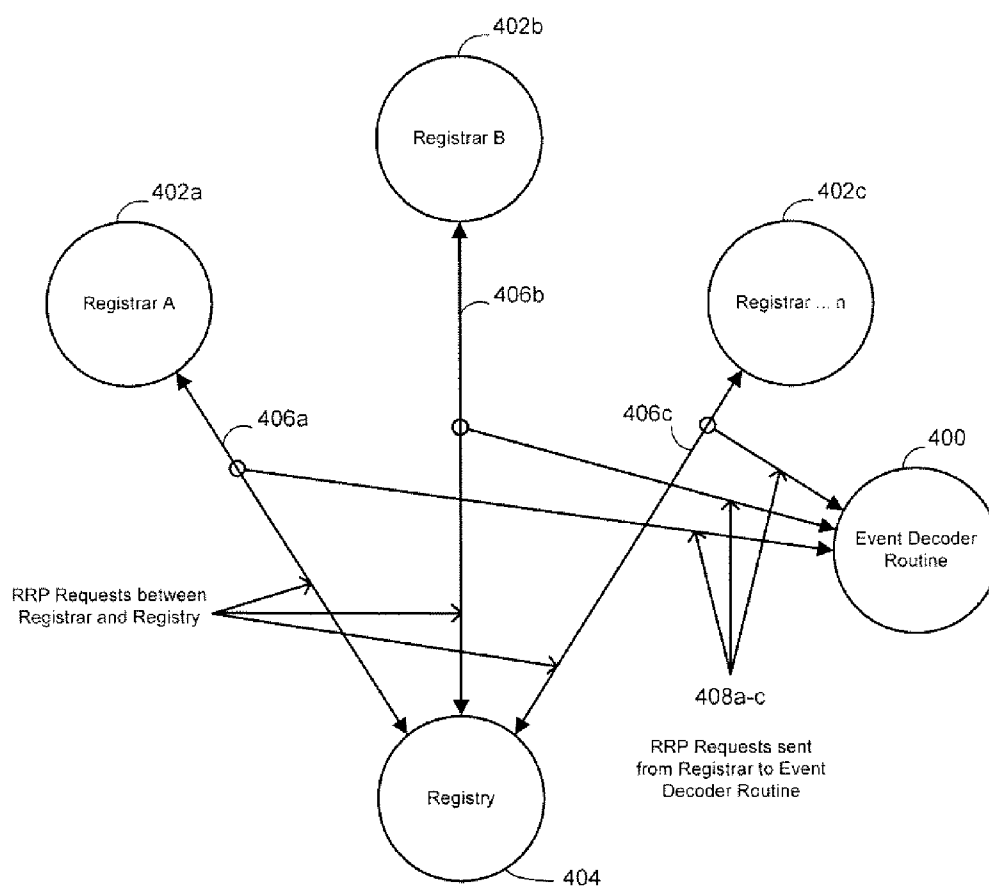 402b
Registrar B
402a
402c
Registrar A
Registrar ... n
406b
406a
406c
400
Event Decoder
Routine
RRP Requests between
Registrar and Registry
408a-c
RRP Requests sent
from Registrar to Event
Decoder Routine
Registry
404